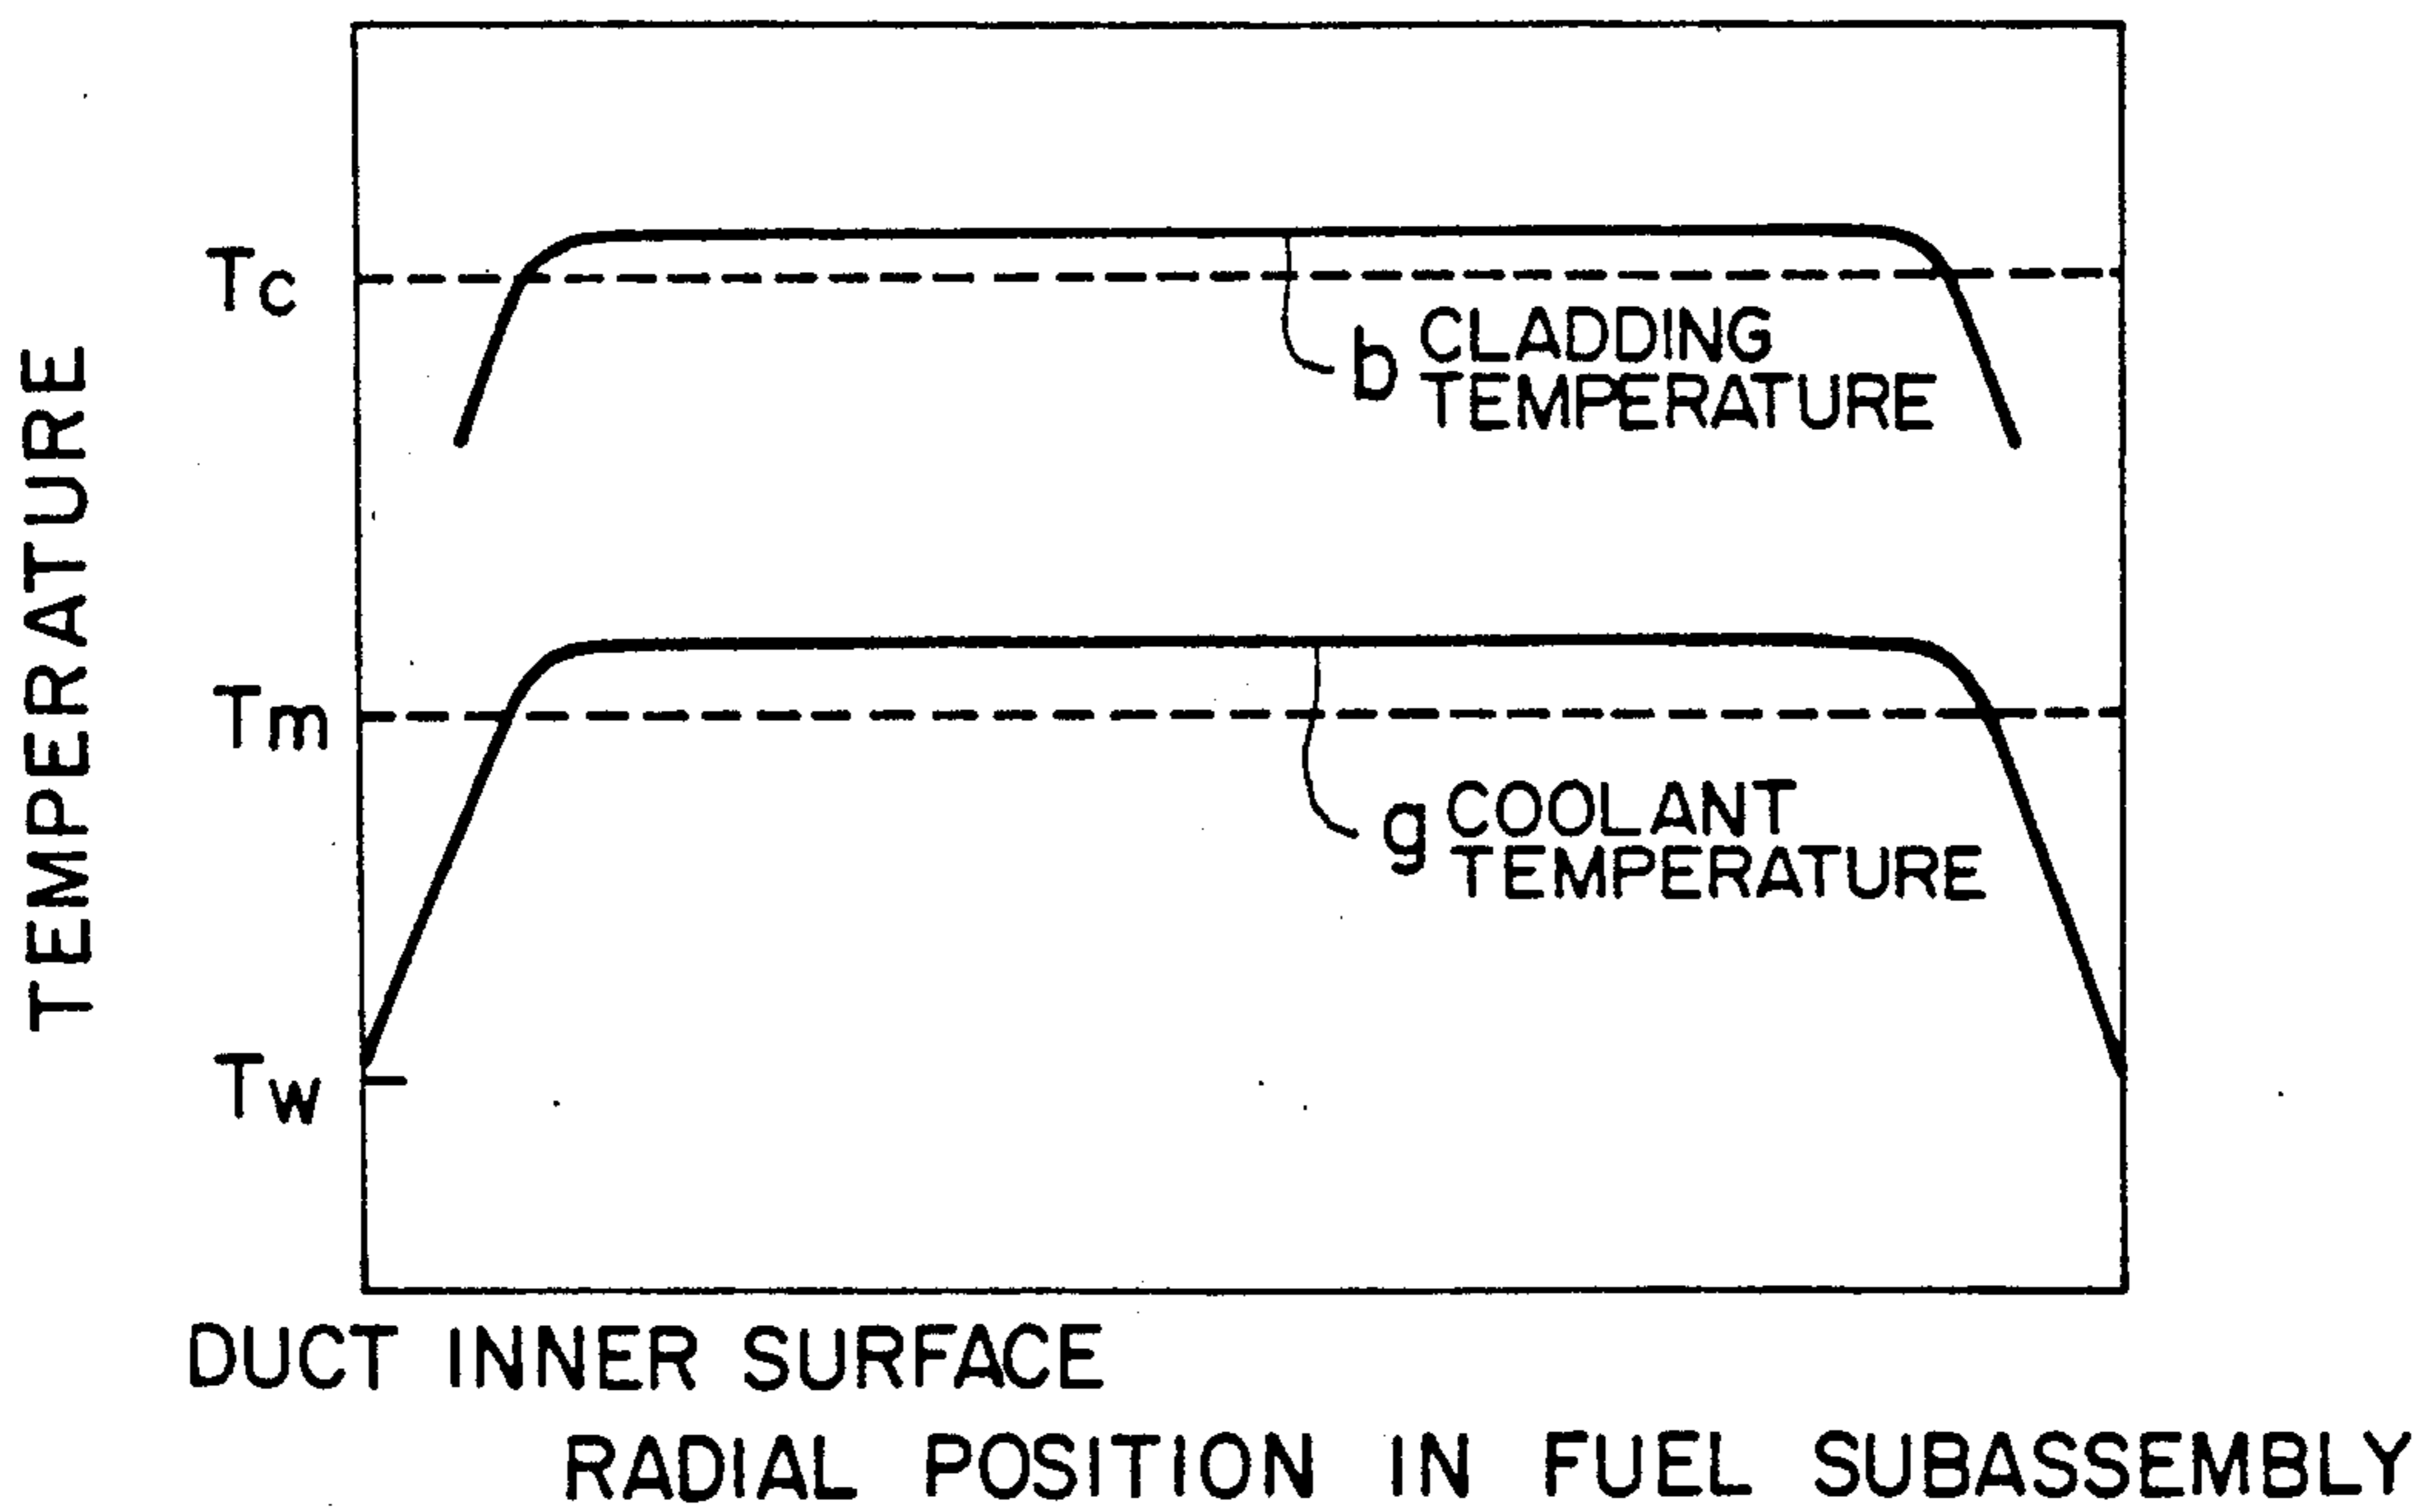 TEMPERATURE
Tc
b CLADDING
TEMPERATURE
Tm
g COOLANT
TEMPERATURE
Tw
DUCT INNER SURFACE
RADIAL POSITION IN FUEL SUBASSEMBLY